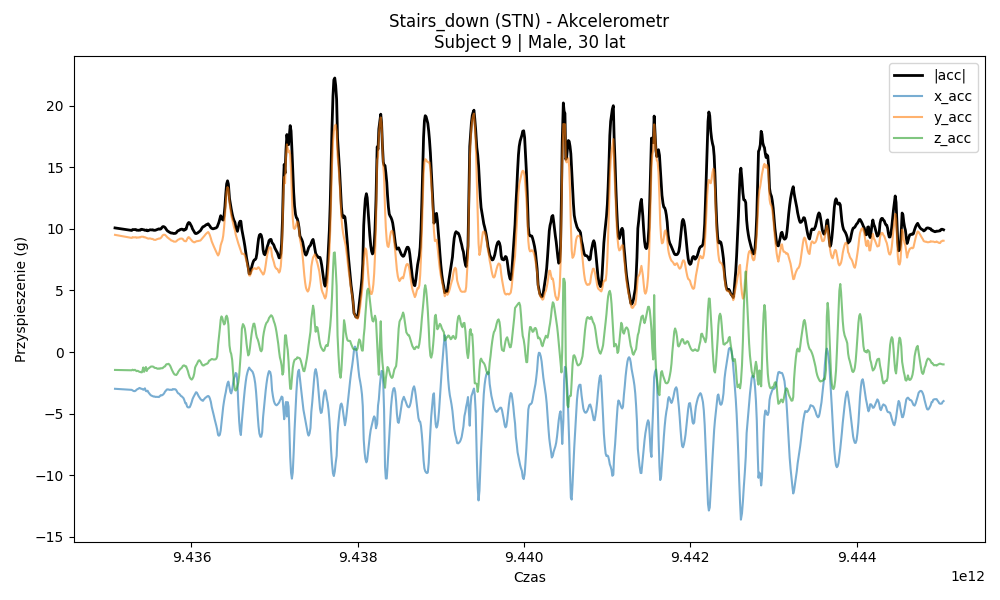 Stairs_down (STN) - Akcelerometr
Subject 9 | Male, 30 lat
|acc|
x_acc
y_acc
z_acc
Przyspieszenie (g)
20
15
10
5
0
−5
−10
−15
9.436
9.438
9.440
9.442
9.444
1e12
Czas